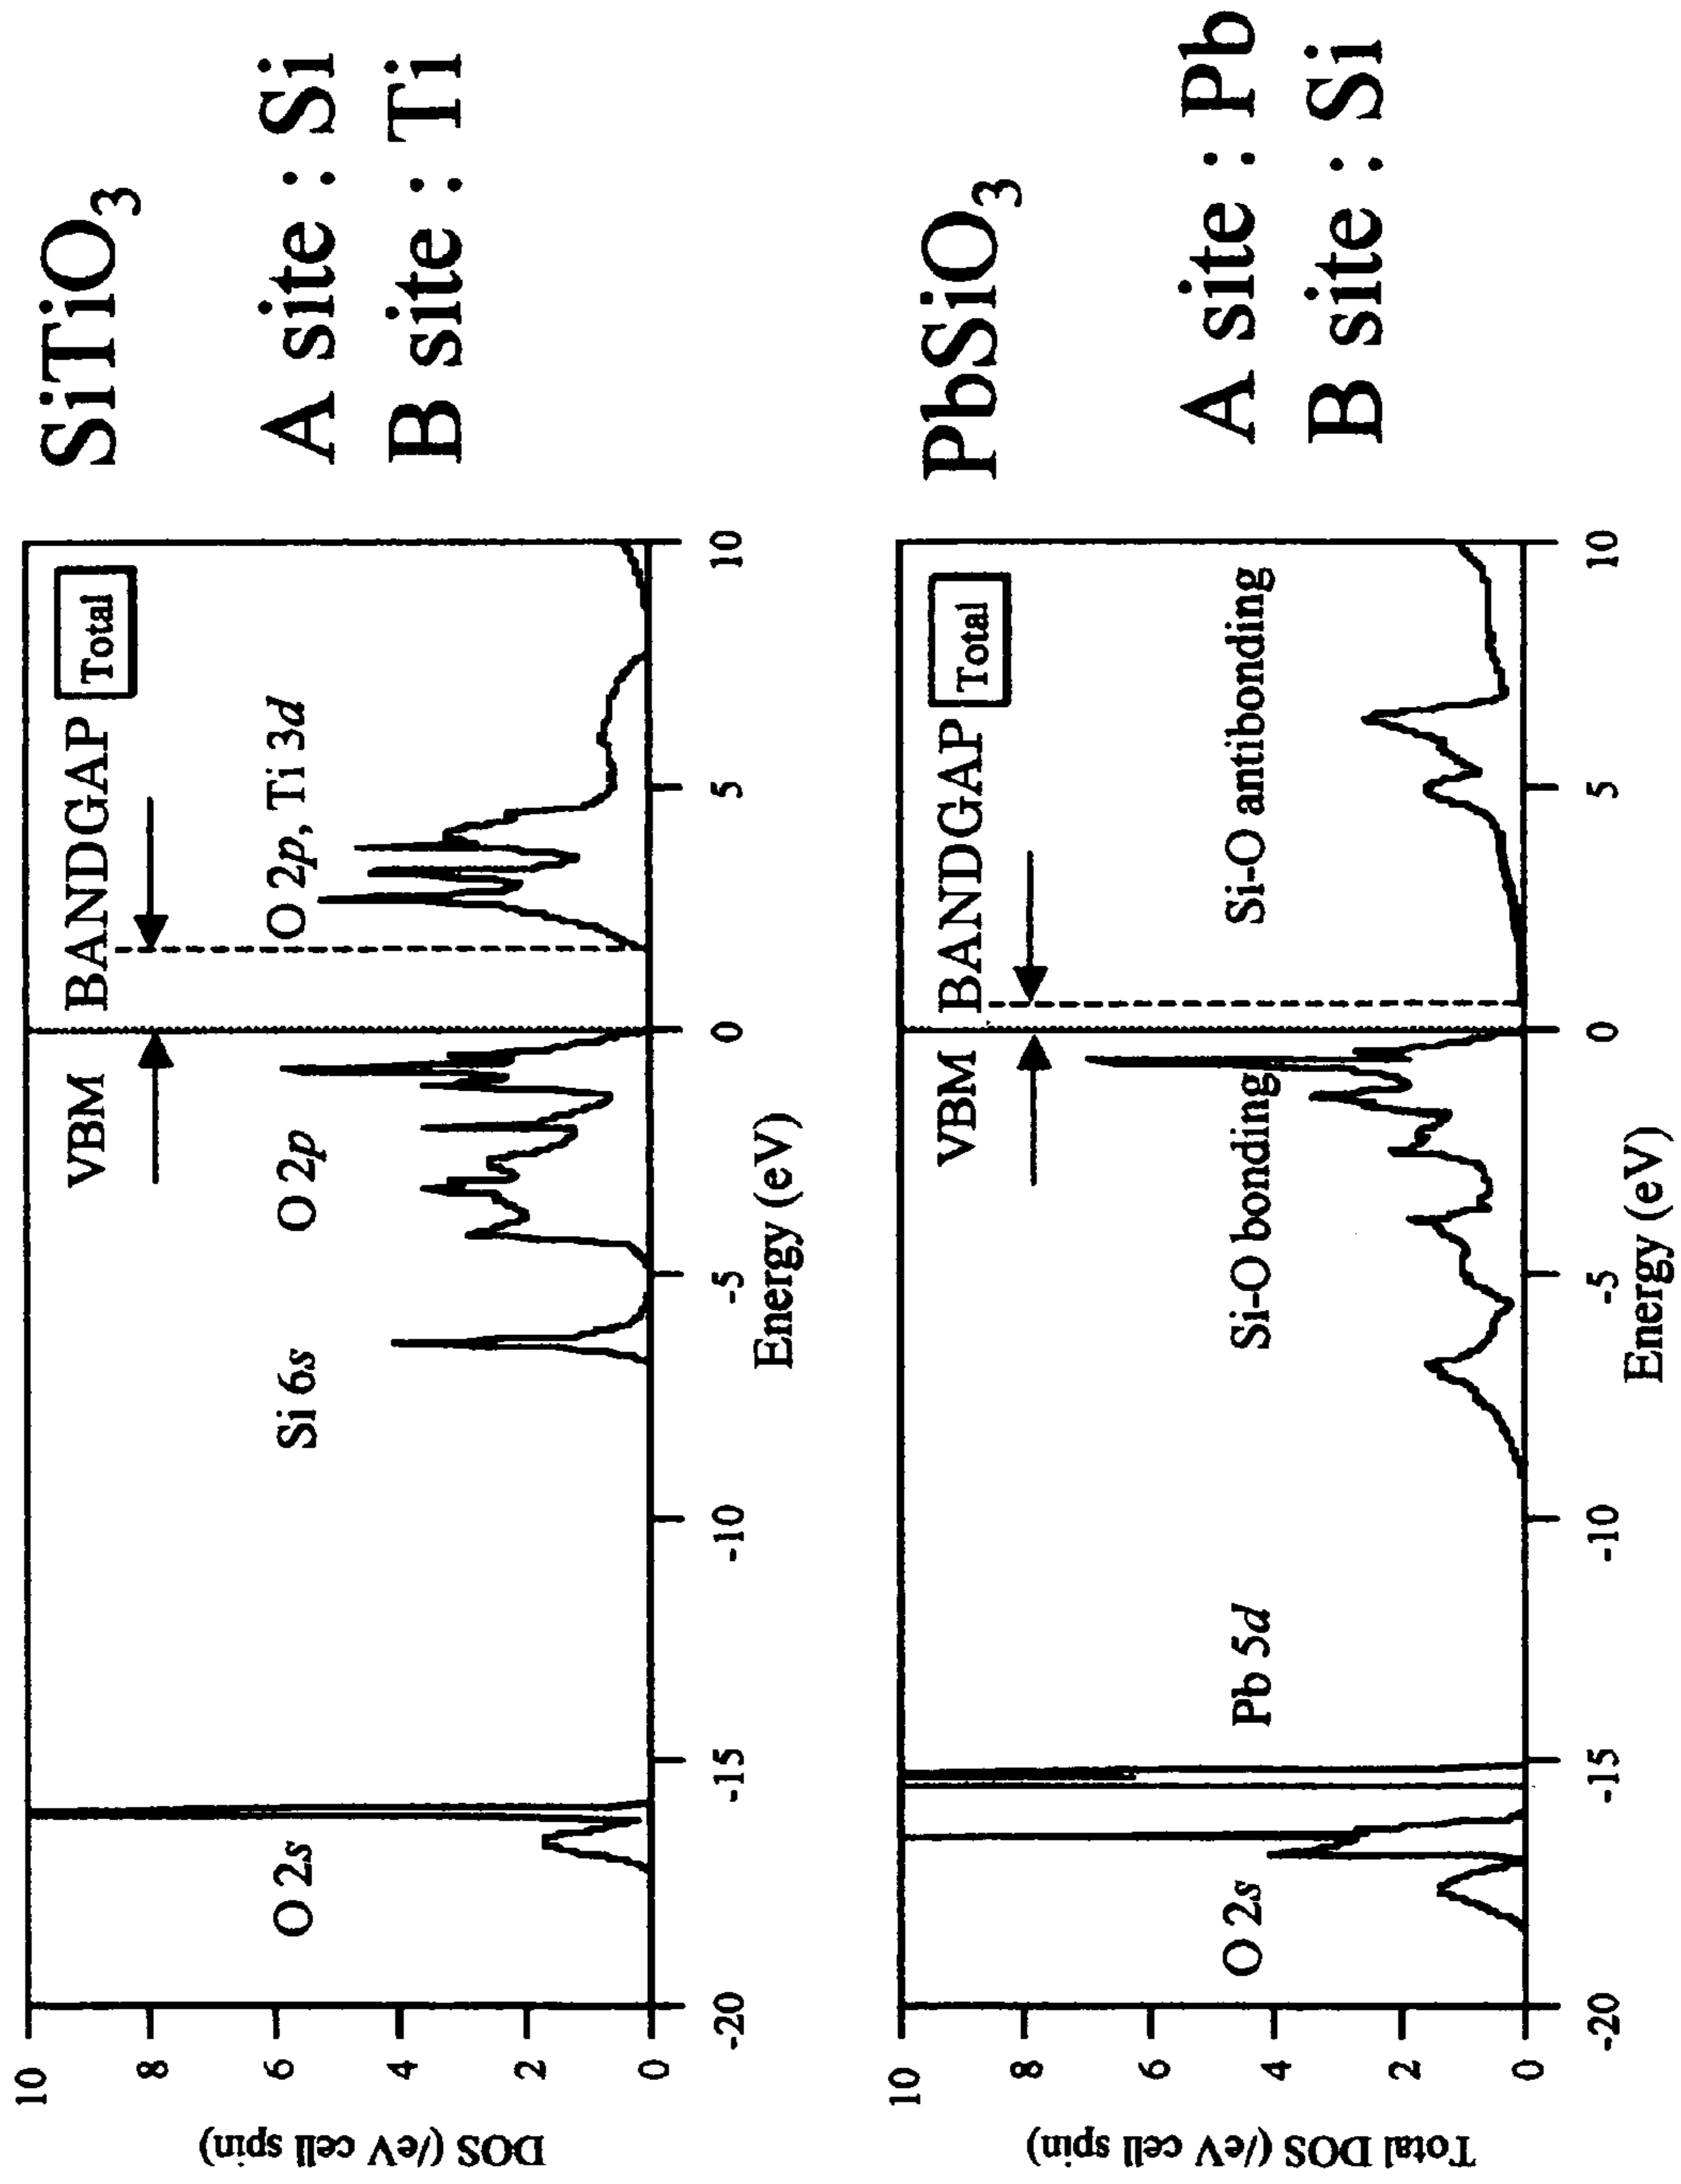 SiTiO3
A site : Si
B site : Ti
VBM BANDGAP
Total
O 2s
Si 6s
O 2p
O 2p, Ti 3d
DOS (/eV cell spin)
10
8
6
4
2
0
-20 -15 -10 -5 0 5 10
Energy (eV)
PbSiO3
A site : Pb
B site : Si
VBM BANDGAP
Total
O 2s
Pb 5d
Si-O bonding
Si-O antibonding
Total DOS (/eV cell spin)
10
8
6
4
2
0
-20 -15 -10 -5 0 5 10
Energy (eV)